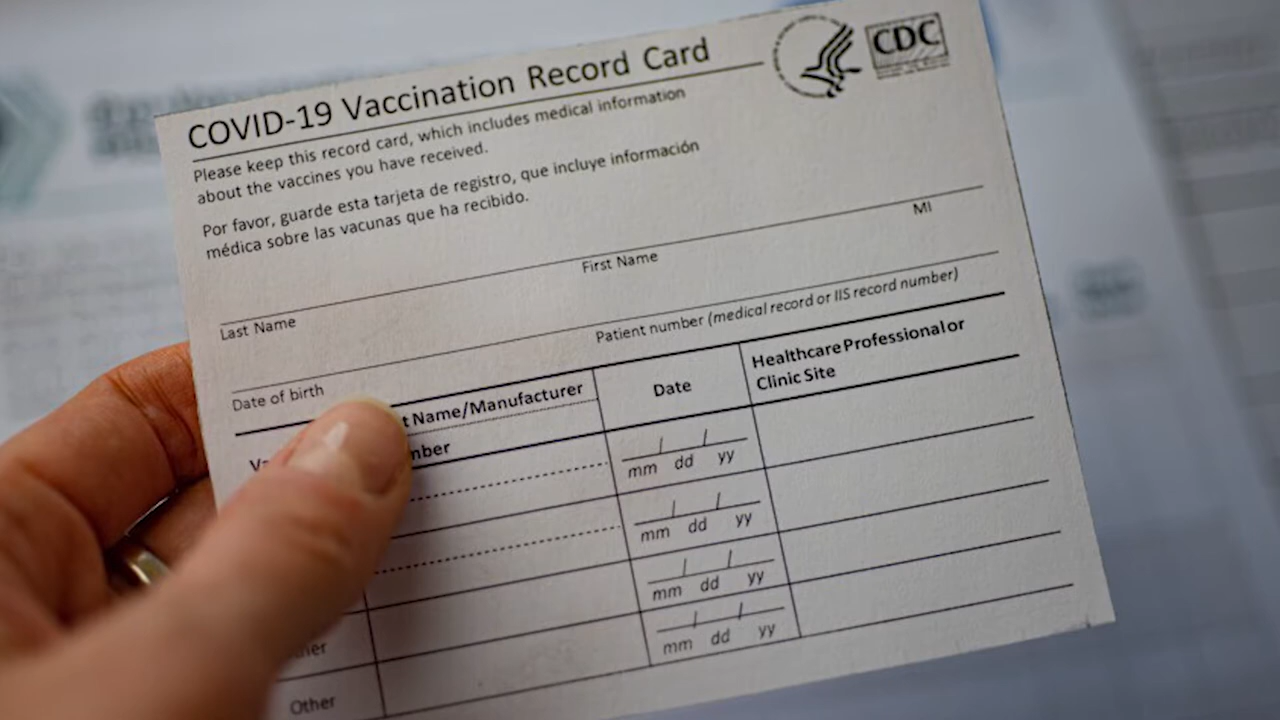 COVID-19 Vaccination Record Card
CDC
Please keep this record card, which includes medical information
about the vaccines you have received.
Por favor, guarde esta tarjeta de registro, que incluye información
médica sobre las vacunas que ha recibido.
Last Name
First Name
MI
Date of birth
Patient number (medical record or IIS record number)
t Name/Manufacturer
Date
Healthcare Professional or
Clinic Site
mm dd yy
mm dd yy
mm dd yy
mm dd yy
Other